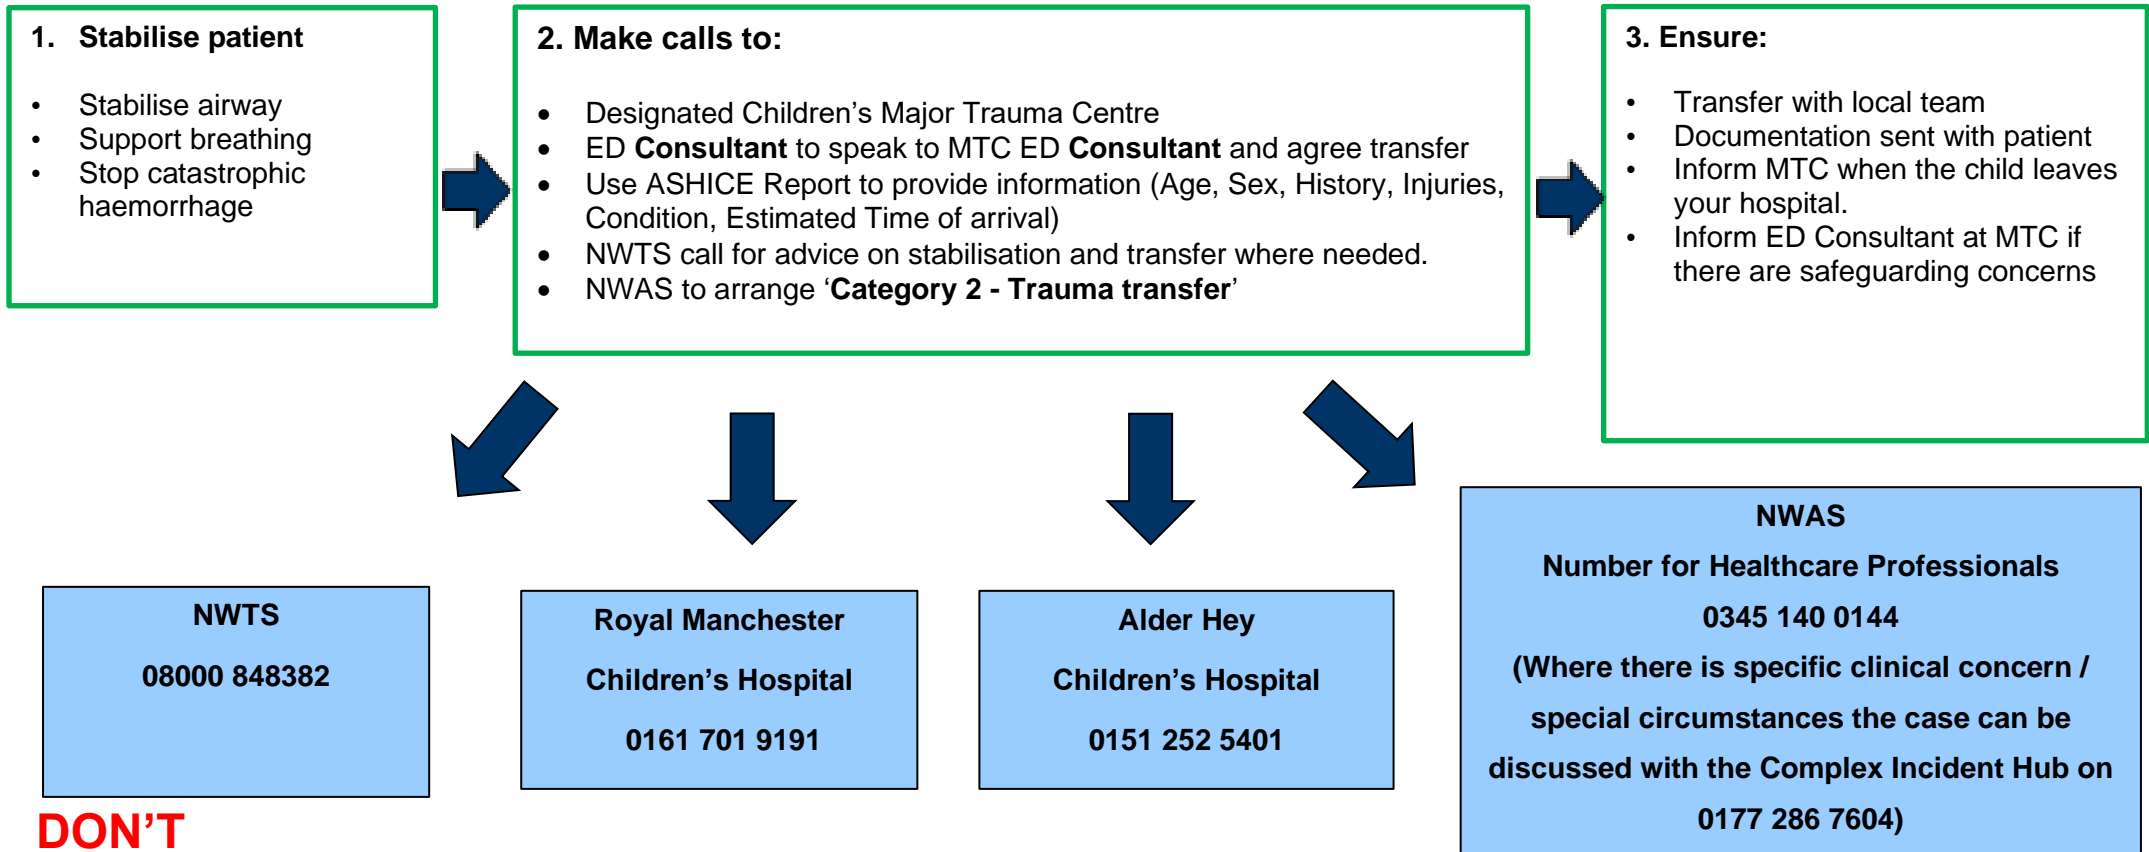 1. Stabilise patient
• Stabilise airway
• Support breathing
• Stop catastrophic
haemorrhage
2. Make calls to:
• Designated Children’s Major Trauma Centre
• ED Consultant to speak to MTC ED Consultant and agree transfer
• Use ASHICE Report to provide information (Age, Sex, History, Injuries,
Condition, Estimated Time of arrival)
• NWTS call for advice on stabilisation and transfer where needed.
• NWAS to arrange ‘Category 2 - Trauma transfer’
3. Ensure:
• Transfer with local team
• Documentation sent with patient
• Inform MTC when the child leaves
your hospital.
• Inform ED Consultant at MTC if
there are safeguarding concerns
NWTS
08000 848382
Royal Manchester
Children’s Hospital
0161 701 9191
Alder Hey
Children’s Hospital
0151 252 5401
NWAS
Number for Healthcare Professionals
0345 140 0144
(Where there is specific clinical concern /
special circumstances the case can be
discussed with the Complex Incident Hub on
0177 286 7604)
DON’T